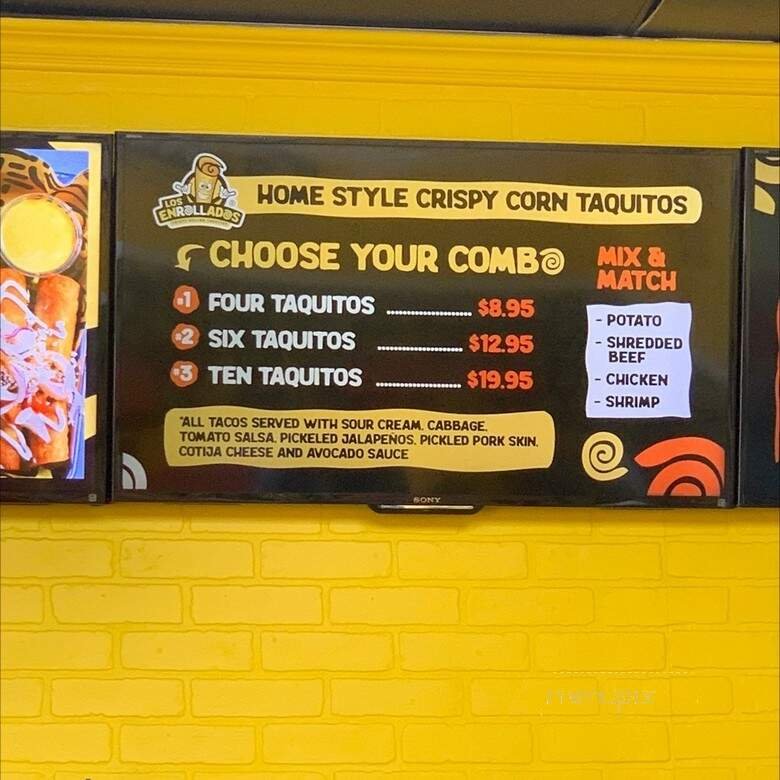 LOS
ENROLLADOS
HOME STYLE CRISPY CORN TAQUITOS
CHOOSE YOUR COMBO
MIX &
MATCH
#1 FOUR TAQUITOS ................ $8.95
#2 SIX TAQUITOS ................ $12.95
#3 TEN TAQUITOS ................ $19.95
- POTATO
- SHREDDED
BEEF
- CHICKEN
- SHRIMP
*ALL TACOS SERVED WITH SOUR CREAM, CABBAGE,
TOMATO SALSA, PICKELED JALAPEÑOS, PICKLED PORK SKIN,
COTIJA CHEESE AND AVOCADO SAUCE
SONY